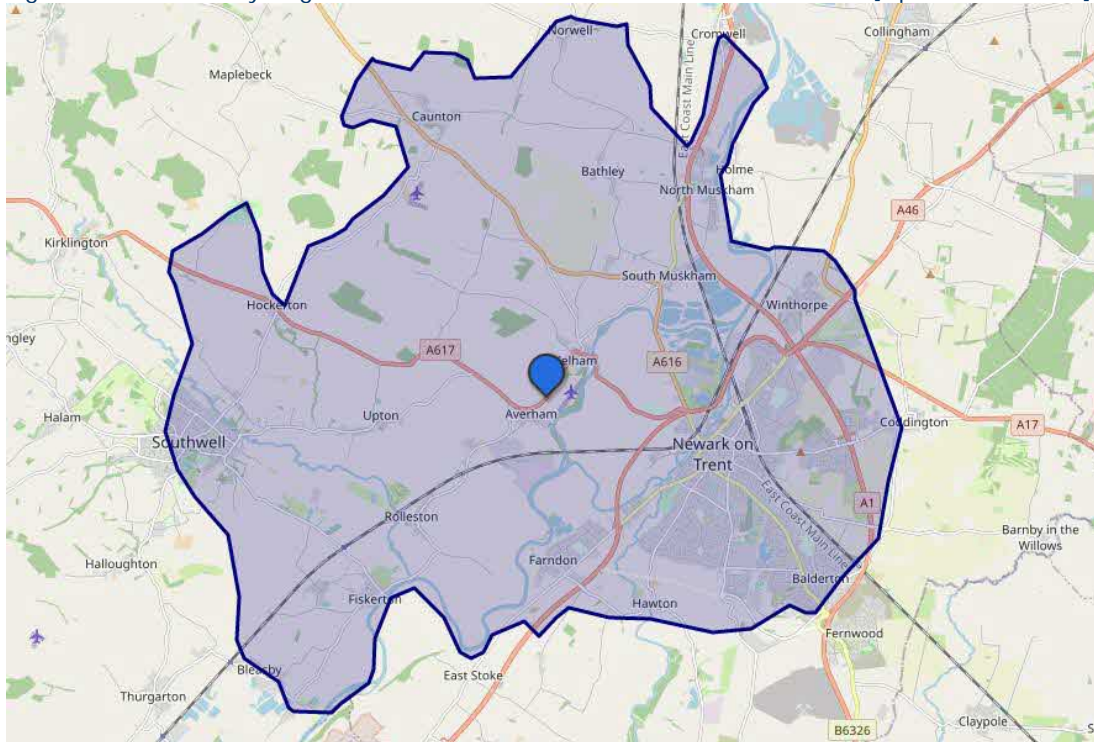 Norwell
Cromwell
Collingham
Maplebeck
East Coast Main Line
Caunton
Bathley
Holme
North Muskham
A46
Kirklington
South Muskham
Hockerton
Winthorpe
A617
A616
Halam
Upton
Averham
Coddington
A17
Southwell
Newark on
Trent
East Coast Main Line
A1
Rolleston
Barnby in the
Willows
Halloughton
Farndon
Balderton
Fiskerton
Hawton
Fernwood
Bleasby
East Stoke
Thurgarton
Claypole
B6326